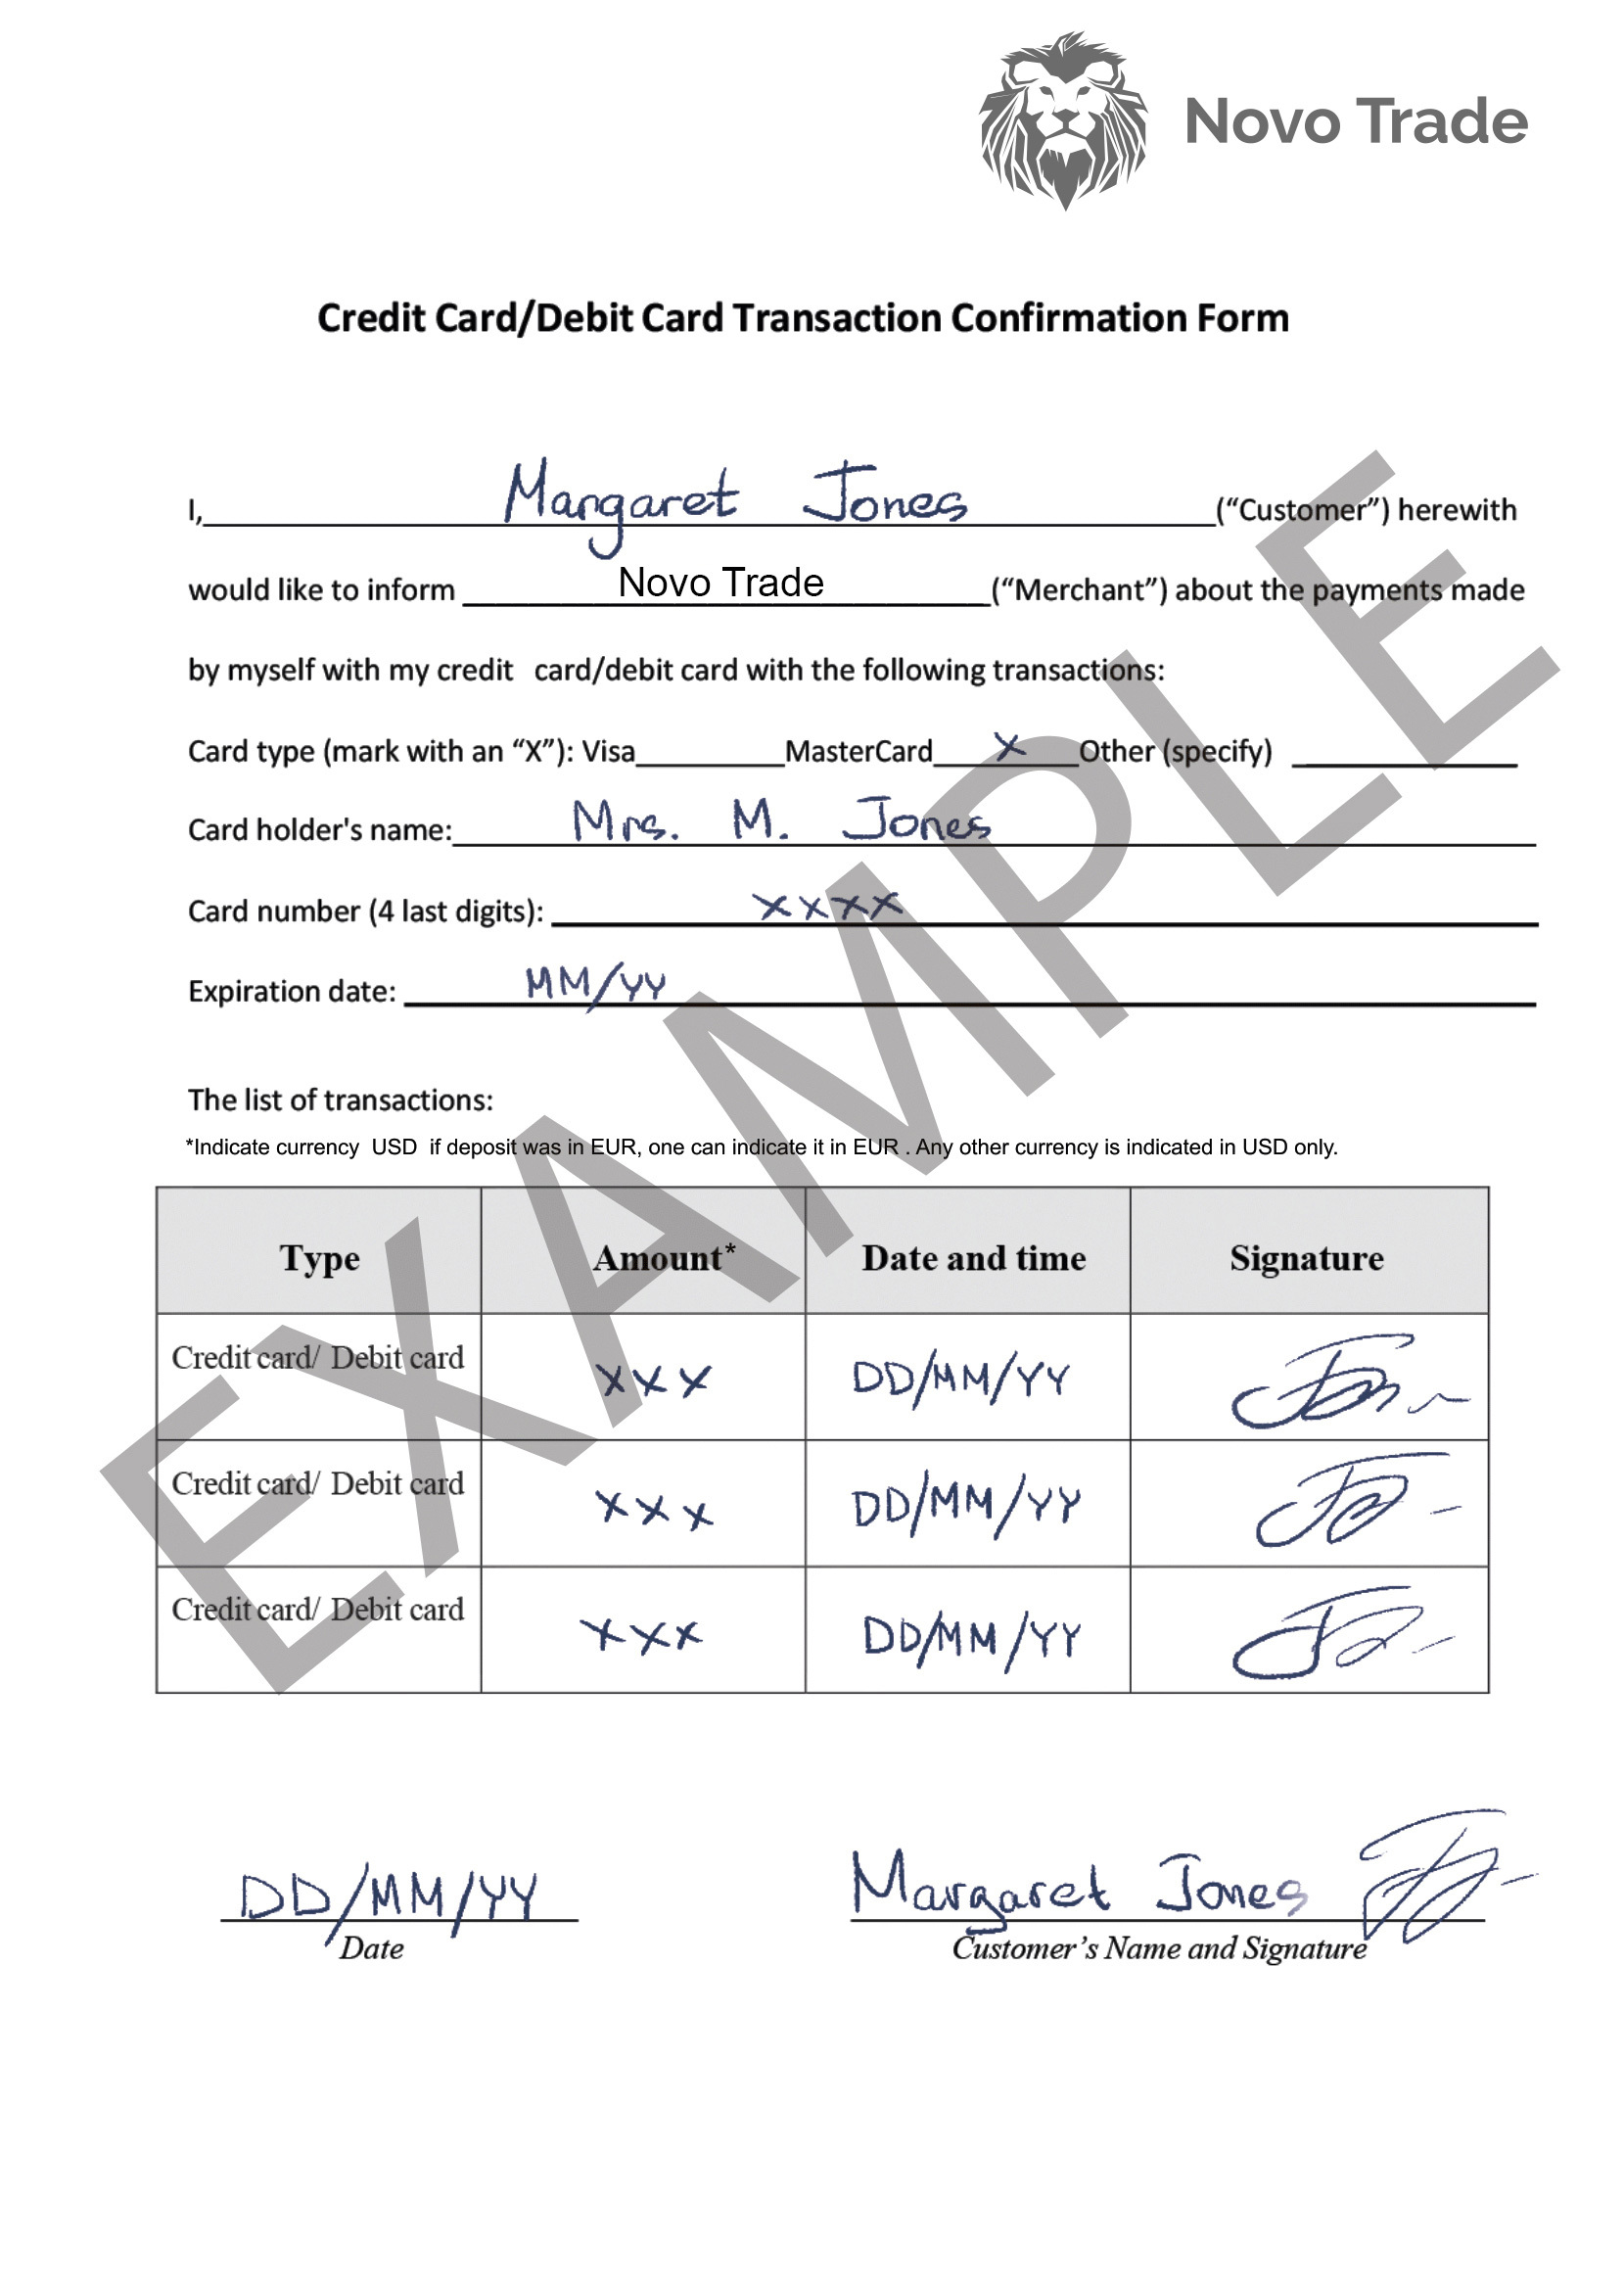 Novo Trade
Credit Card/Debit Card Transaction Confirmation Form
I, Margaret Jones (“Customer”) herewith
would like to inform Novo Trade (“Merchant”) about the payments made
by myself with my credit card/debit card with the following transactions:
Card type (mark with an “X”): Visa MasterCard X Other (specify)
Card holder's name: Mrs. M. Jones
Card number (4 last digits): XXXX
Expiration date: MM/YY
The list of transactions:
*Indicate currency USD if deposit was in EUR, one can indicate it in EUR . Any other currency is indicated in USD only.
Type Amount* Date and time Signature
Credit card/ Debit card XXX DD/MM/YY
Credit card/ Debit card XXX DD/MM/YY
Credit card/ Debit card XXX DD/MM/YY
DD/MM/YY Margaret Jones
Date Customer’s Name and Signature
EXAMPLE